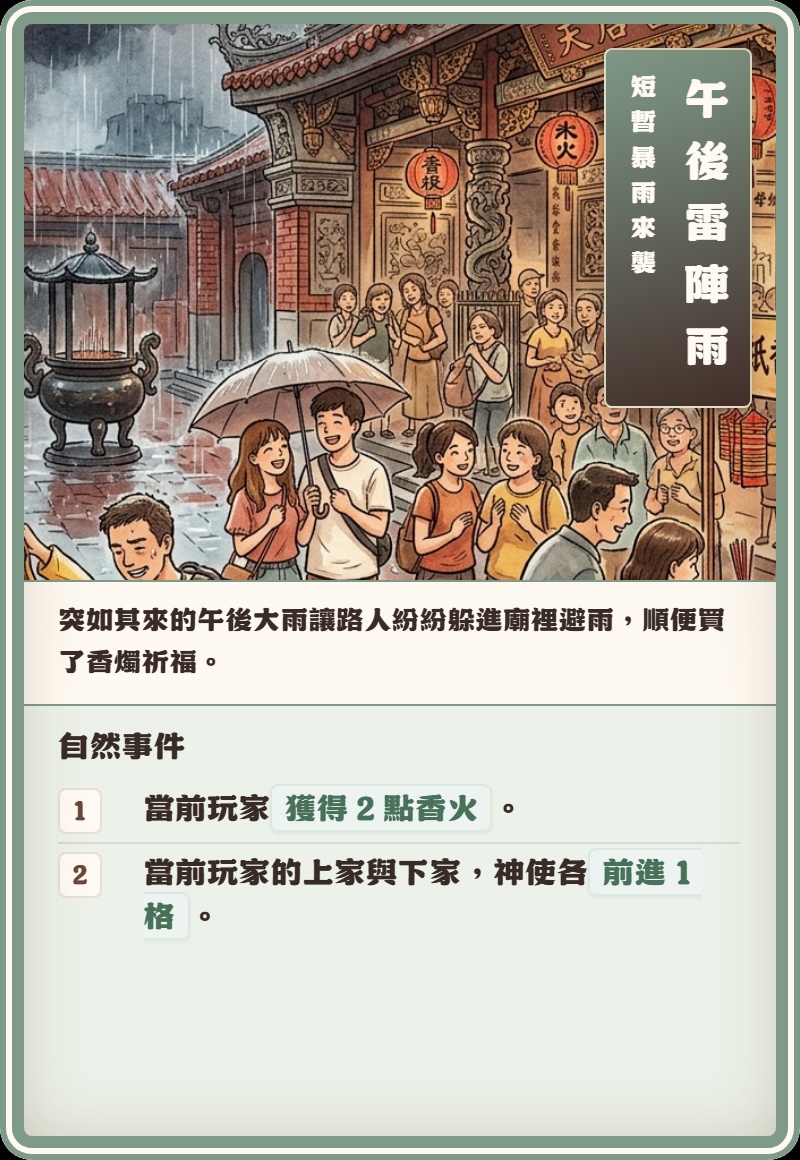 天后宮
午後雷陣雨
短暫暴雨來襲
突如其來的午後大雨讓路人紛紛躲進廟裡避雨，順便買
了香燭祈福。
自然事件
1 當前玩家 獲得 2 點香火 。
2 當前玩家的上家與下家，神使各 前進 1
格 。